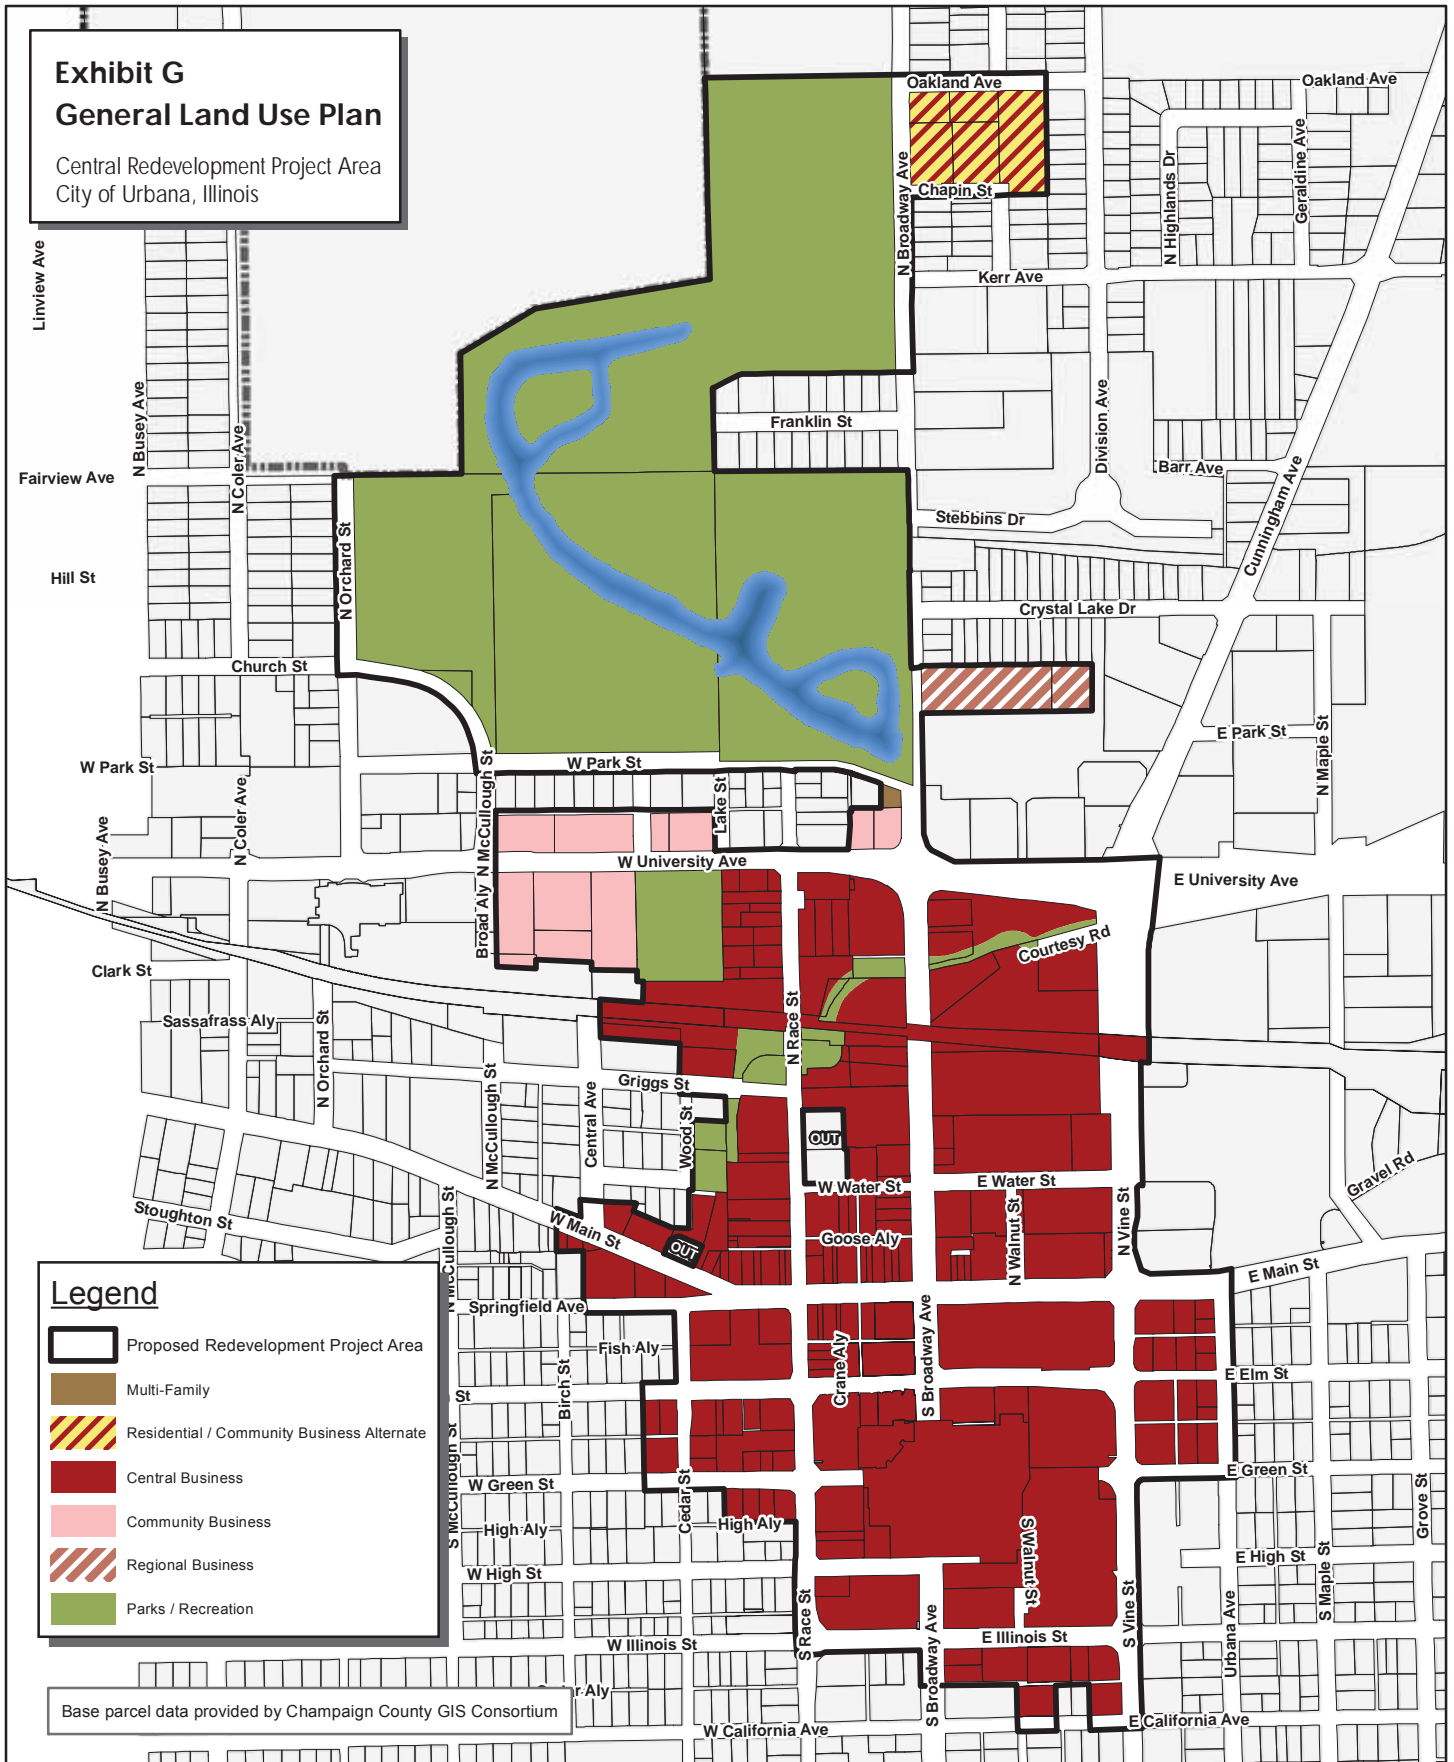 Exhibit G
General Land Use Plan
Central Redevelopment Project Area
City of Urbana, Illinois
Oakland Ave
Oakland Ave
N Broadway Ave
Chapin St
N Highlands Dr
Geraldine Ave
Kerr Ave
Linview Ave
N Busey Ave
N Coler Ave
Fairview Ave
Franklin St
Division Ave
Barr Ave
Cunningham Ave
Stebbins Dr
N Orchard St
Hill St
Crystal Lake Dr
Church St
E Park St
N Maple St
W Park St
W Park St
N McCullough St
Lake St
N Coler Ave
N Busey Ave
W University Ave
E University Ave
Broad Aly
Courtesy Rd
Clark St
Sassafrass Aly
N Orchard St
N Race St
Griggs St
N McCullough St
Central Ave
Wood St
OUT
W Water St
E Water St
Gravel Rd
Stoughton St
N McCullough St
W Main St
OUT
Goose Aly
N Walnut St
N Vine St
E Main St
Springfield Ave
Fish Aly
Birch St
Crane Aly
S Broadway Ave
E Elm St
St
S McCullough St
W Green St
Cedar St
E Green St
High Aly
High Aly
Grove St
W High St
S Walnut St
E High St
S Maple St
S Race St
S Broadway Ave
S Vine St
Urbana Ave
W Illinois St
E Illinois St
ar Aly
W California Ave
E California Ave
Legend
Proposed Redevelopment Project Area
Multi-Family
Residential / Community Business Alternate
Central Business
Community Business
Regional Business
Parks / Recreation
Base parcel data provided by Champaign County GIS Consortium